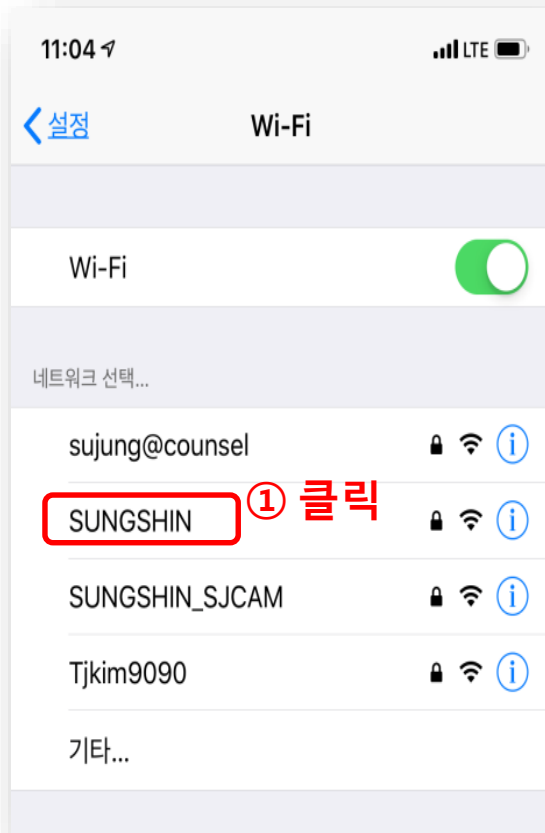 11:04
LTE
설정 Wi-Fi
Wi-Fi
네트워크 선택...
sujung@counsel
SUNGSHIN ① 클릭
SUNGSHIN_SJCAM
Tjkim9090
기타...